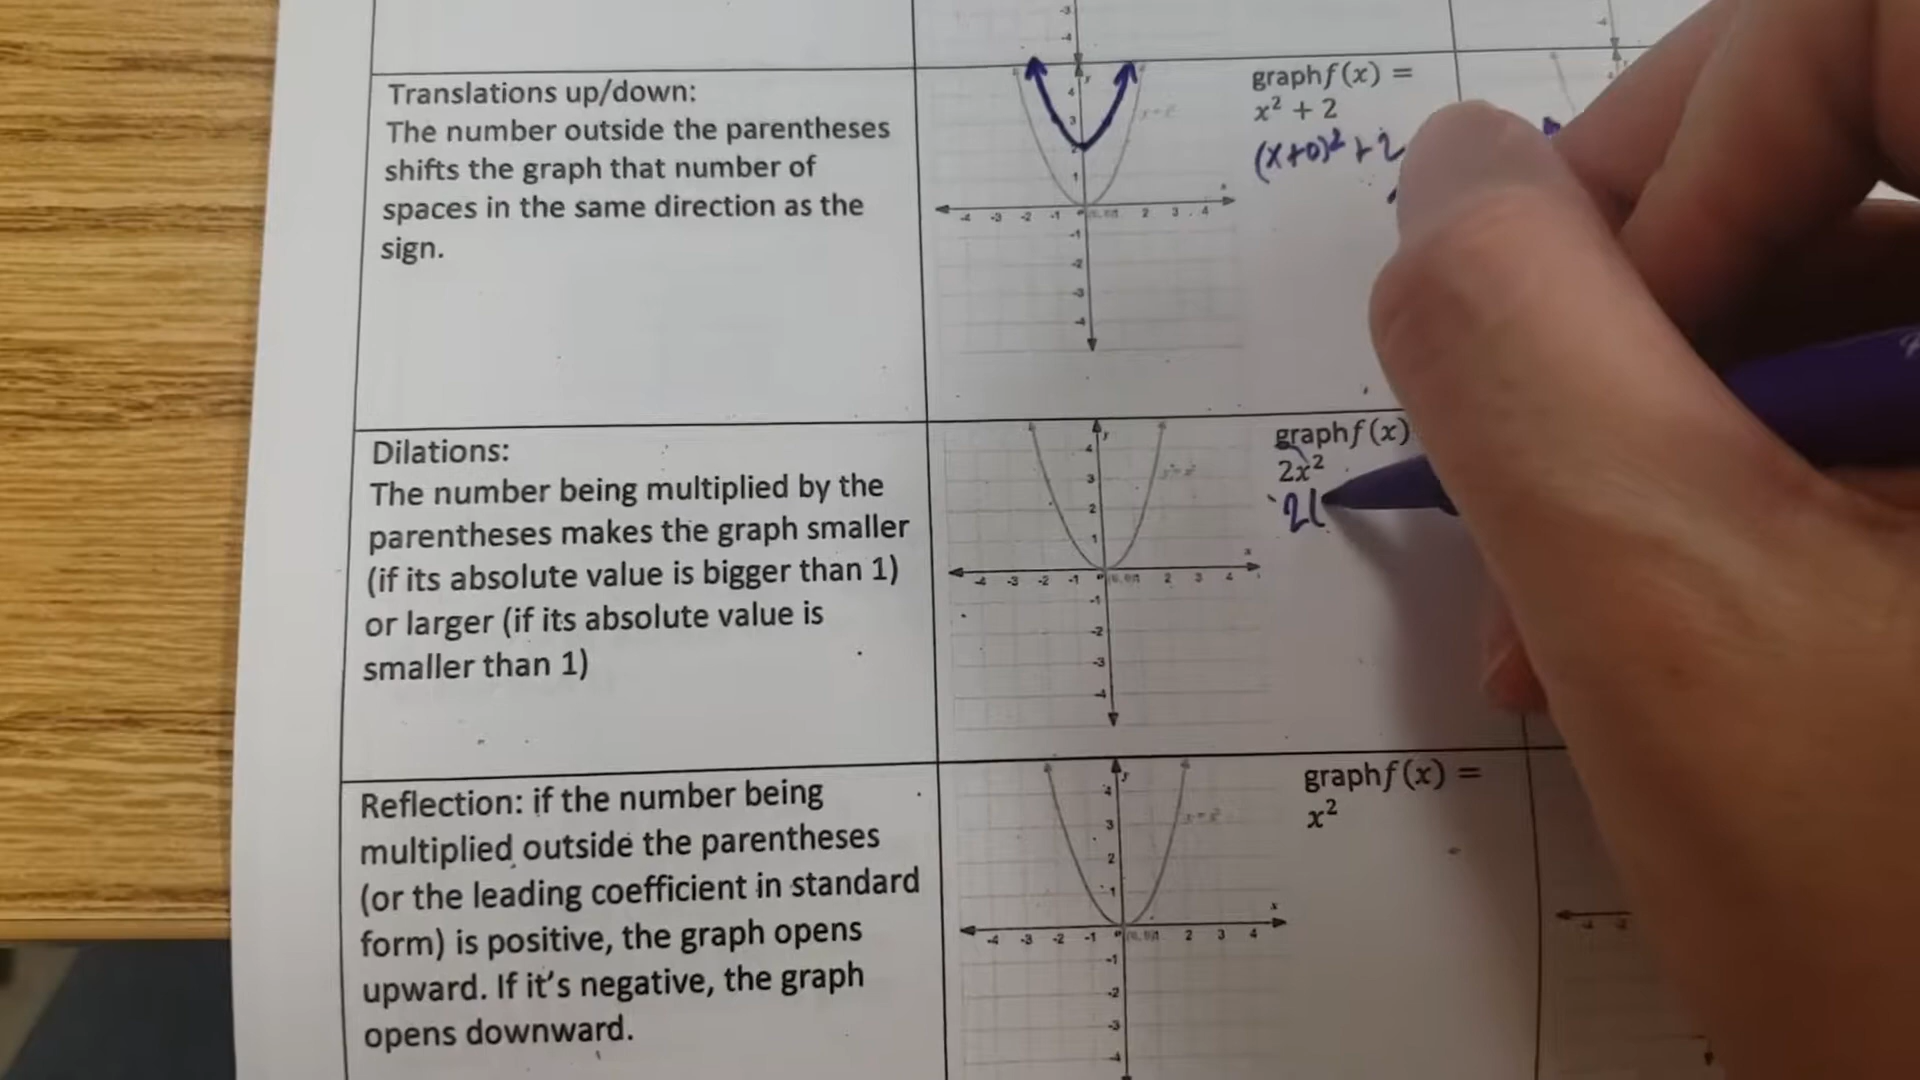 Translations up/down:
The number outside the parentheses
shifts the graph that number of
spaces in the same direction as the
sign.
graph f(x) =
x² + 2
(x+0)² + 2
Dilations:
The number being multiplied by the
parentheses makes the graph smaller
(if its absolute value is bigger than 1)
or larger (if its absolute value is
smaller than 1)
graph f(x)
2x²
2(
Reflection: if the number being
multiplied outside the parentheses
(or the leading coefficient in standard
form) is positive, the graph opens
upward. If it's negative, the graph
opens downward.
graph f(x) =
x²